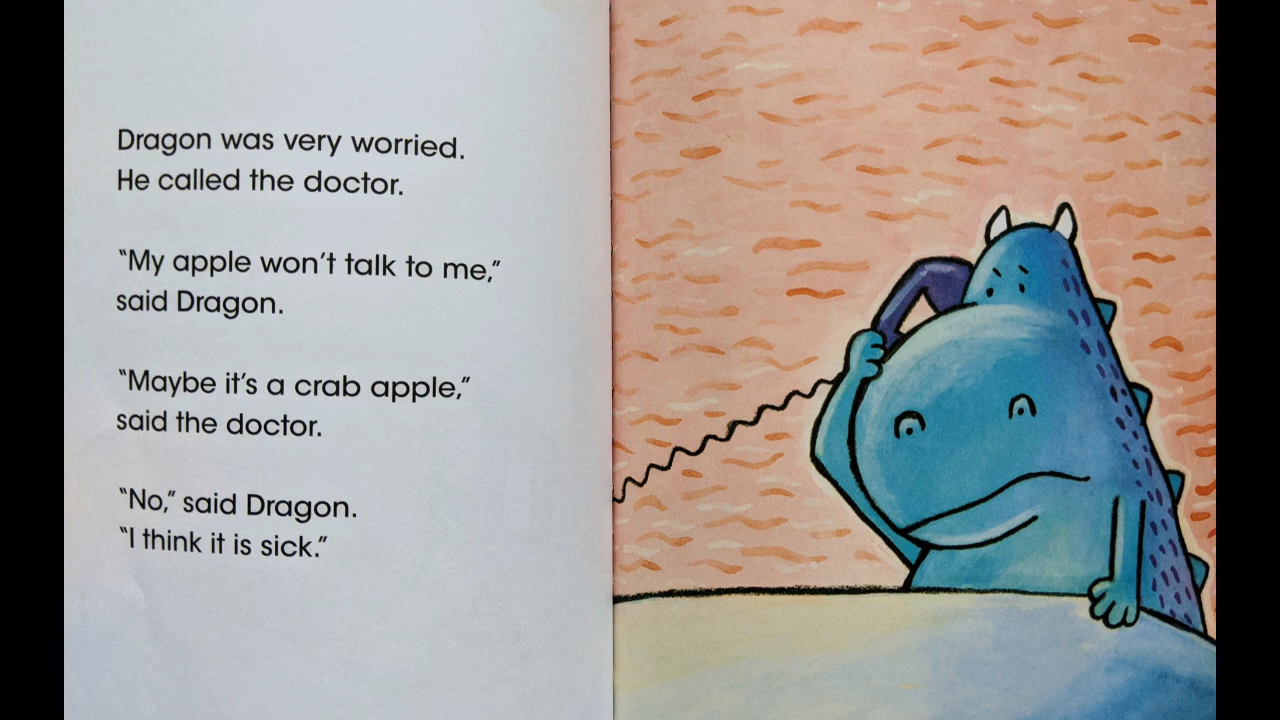 Dragon was very worried.
He called the doctor.
“My apple won’t talk to me,”
said Dragon.
“Maybe it’s a crab apple,”
said the doctor.
“No,” said Dragon.
“I think it is sick.”